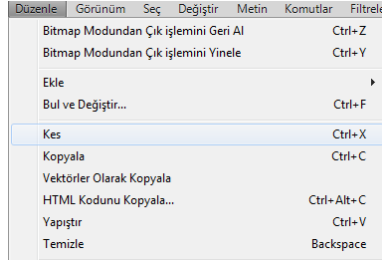 Düzenle Görünüm Seç Değiştir Metin Komutlar Filtrele
Bitmap Modundan Çık işlemini Geri Al Ctrl+Z
Bitmap Modundan Çık işlemini Yinele Ctrl+Y
Ekle
Bul ve Değiştir... Ctrl+F
Kes Ctrl+X
Kopyala Ctrl+C
Vektörler Olarak Kopyala
HTML Kodunu Kopyala... Ctrl+Alt+C
Yapıştır Ctrl+V
Temizle Backspace